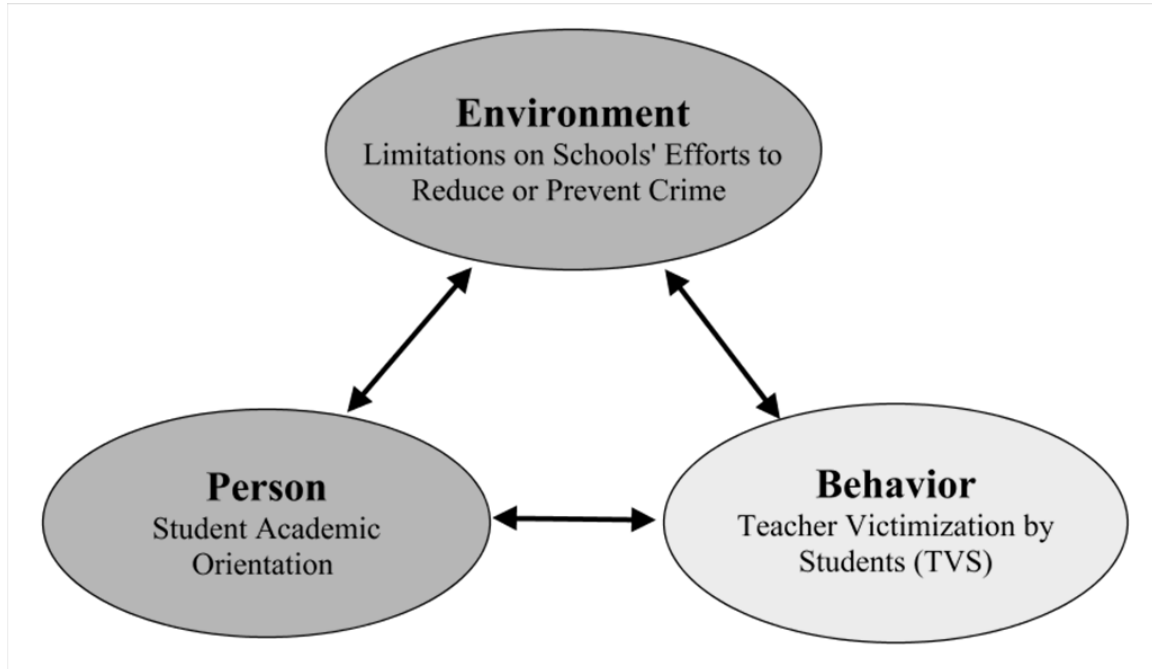 Environment
Limitations on Schools' Efforts to
Reduce or Prevent Crime
Person
Student Academic
Orientation
Behavior
Teacher Victimization by
Students (TVS)